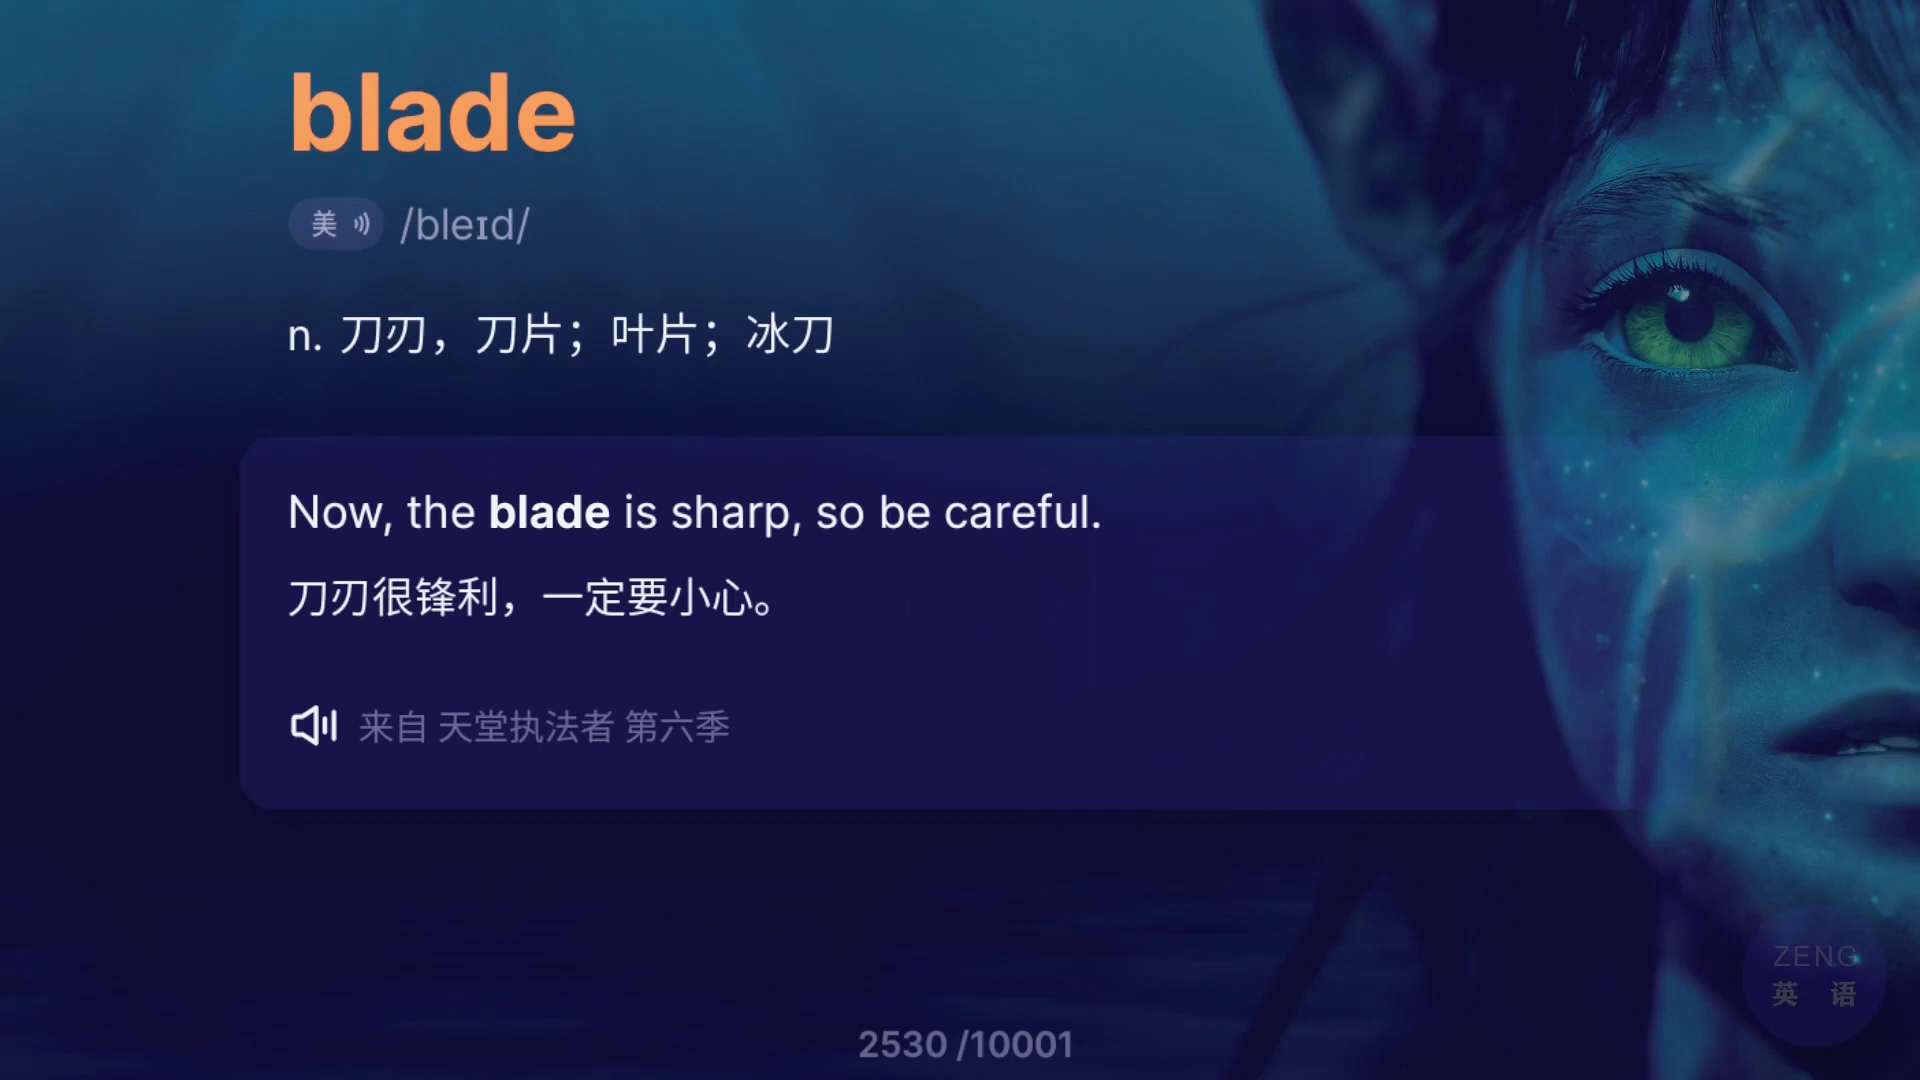 blade
美 /bleɪd/
n. 刀刃，刀片；叶片；冰刀
Now, the blade is sharp, so be careful.
刀刃很锋利，一定要小心。
来自 天堂执法者 第六季
ZENG
英 语
2530 /10001